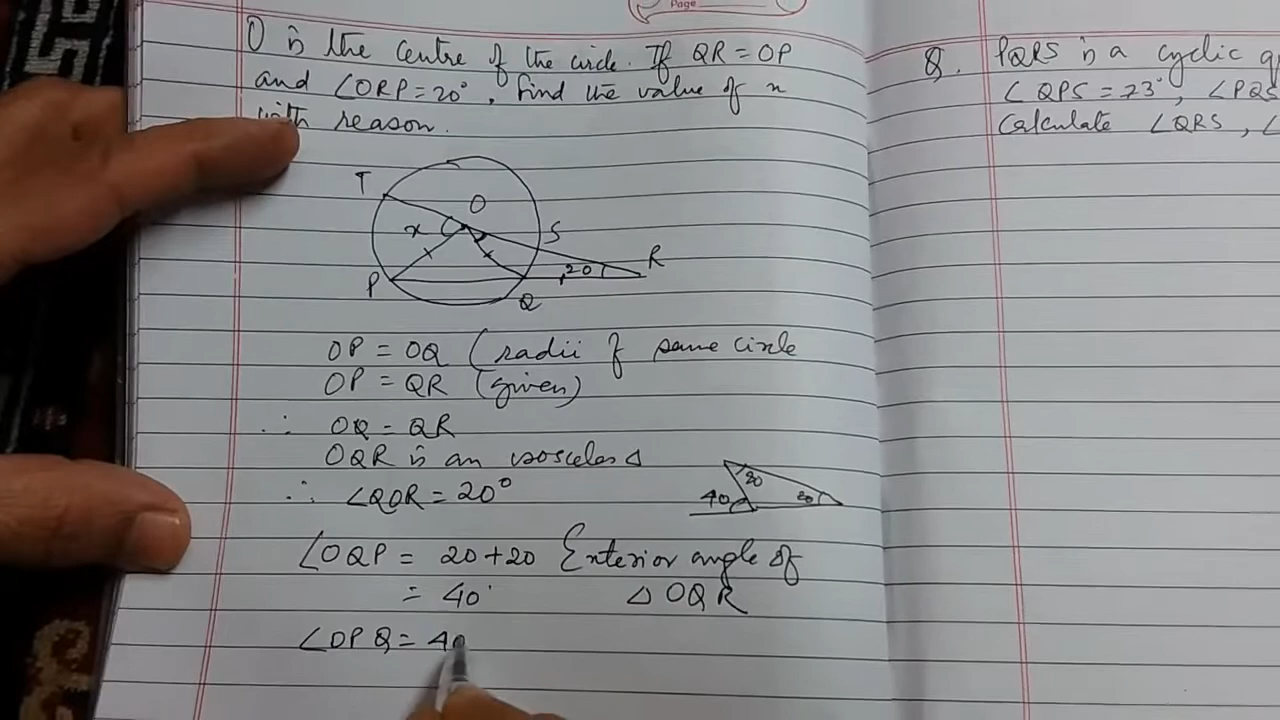 Page
O is the centre of the circle. If QR = OP
and ∠ORP = 20°, Find the value of x
with reason.
T
O
x
S
R
20
P
Q
OP = OQ (radii of same circle
OP = QR (given)
∴ OQ = QR
OQR is an isosceles Δ
∴ ∠QOR = 20°
20
40
20
∠OQP = 20+20 Exterior angle of
= 40° Δ OQR
∠OPQ = 40
Q. PQRS is a cyclic
∠QPS = 73°, ∠PQS
Calculate ∠QRS, ∠